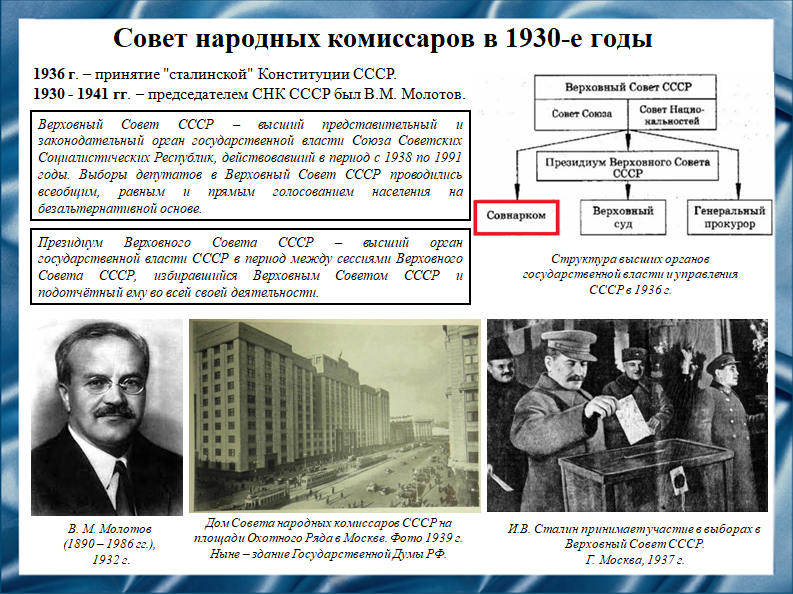 Совет народных комиссаров в 1930-е годы
1936 г. – принятие "сталинской" Конституции СССР.
1930 - 1941 гг. – председателем СНК СССР был В.М. Молотов.
Верховный Совет СССР – высший представительный и
законодательный орган государственной власти Союза Советских
Социалистических Республик, действовавший в период с 1938 по 1991
годы. Выборы депутатов в Верховный Совет СССР проводились
всеобщим, равным и прямым голосованием населения на
безальтернативной основе.
Президиум Верховного Совета СССР – высший орган
государственной власти СССР в период между сессиями Верховного
Совета СССР, избиравшийся Верховным Советом СССР и
подотчётный ему во всей своей деятельности.
Верховный Совет СССР
Совет Союза
Совет Нацио-
нальностей
Президиум Верховного Совета
СССР
Совнарком
Верховный
суд
Генеральный
прокурор
Структура высших органов
государственной власти и управления
СССР в 1936 г.
В. М. Молотов
(1890 – 1986 гг.),
1932 г.
Дом Совета народных комиссаров СССР на
площади Охотного Ряда в Москве. Фото 1939 г.
Ныне – здание Государственной Думы РФ.
И.В. Сталин принимает участие в выборах в
Верховный Совет СССР.
Г. Москва, 1937 г.